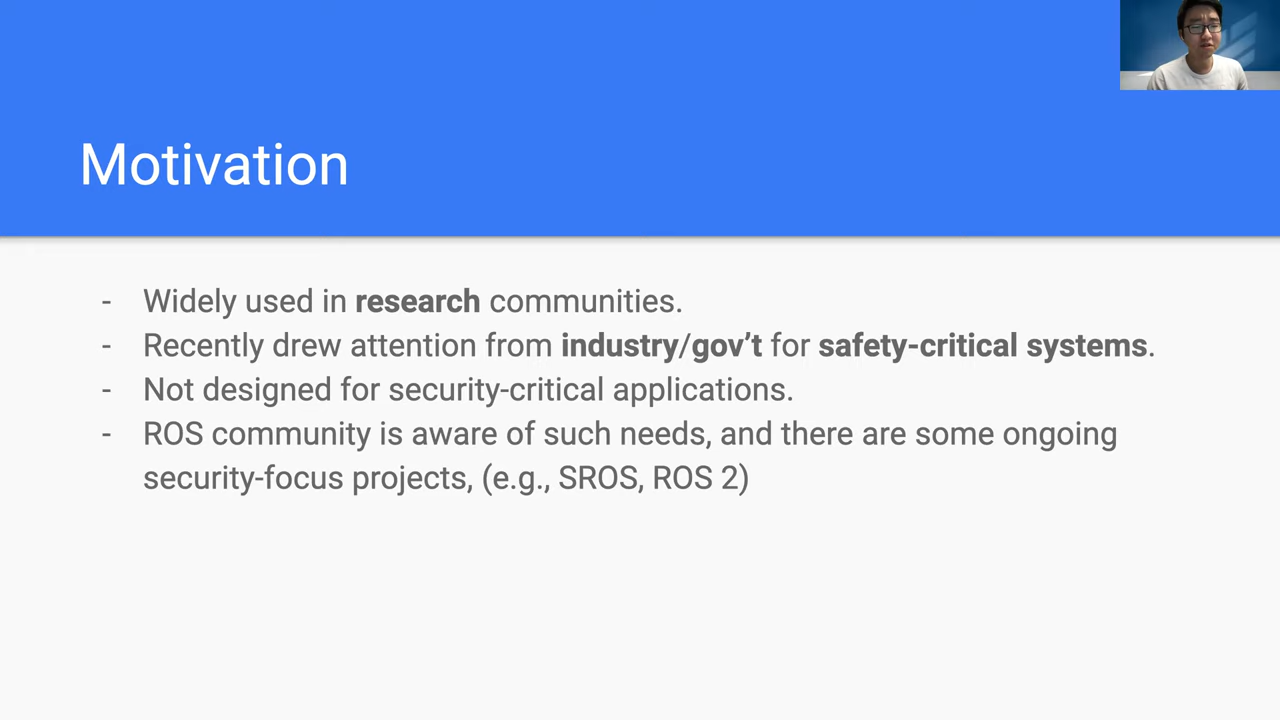 Motivation
- Widely used in research communities.
- Recently drew attention from industry/gov’t for safety-critical systems.
- Not designed for security-critical applications.
- ROS community is aware of such needs, and there are some ongoing
security-focus projects, (e.g., SROS, ROS 2)